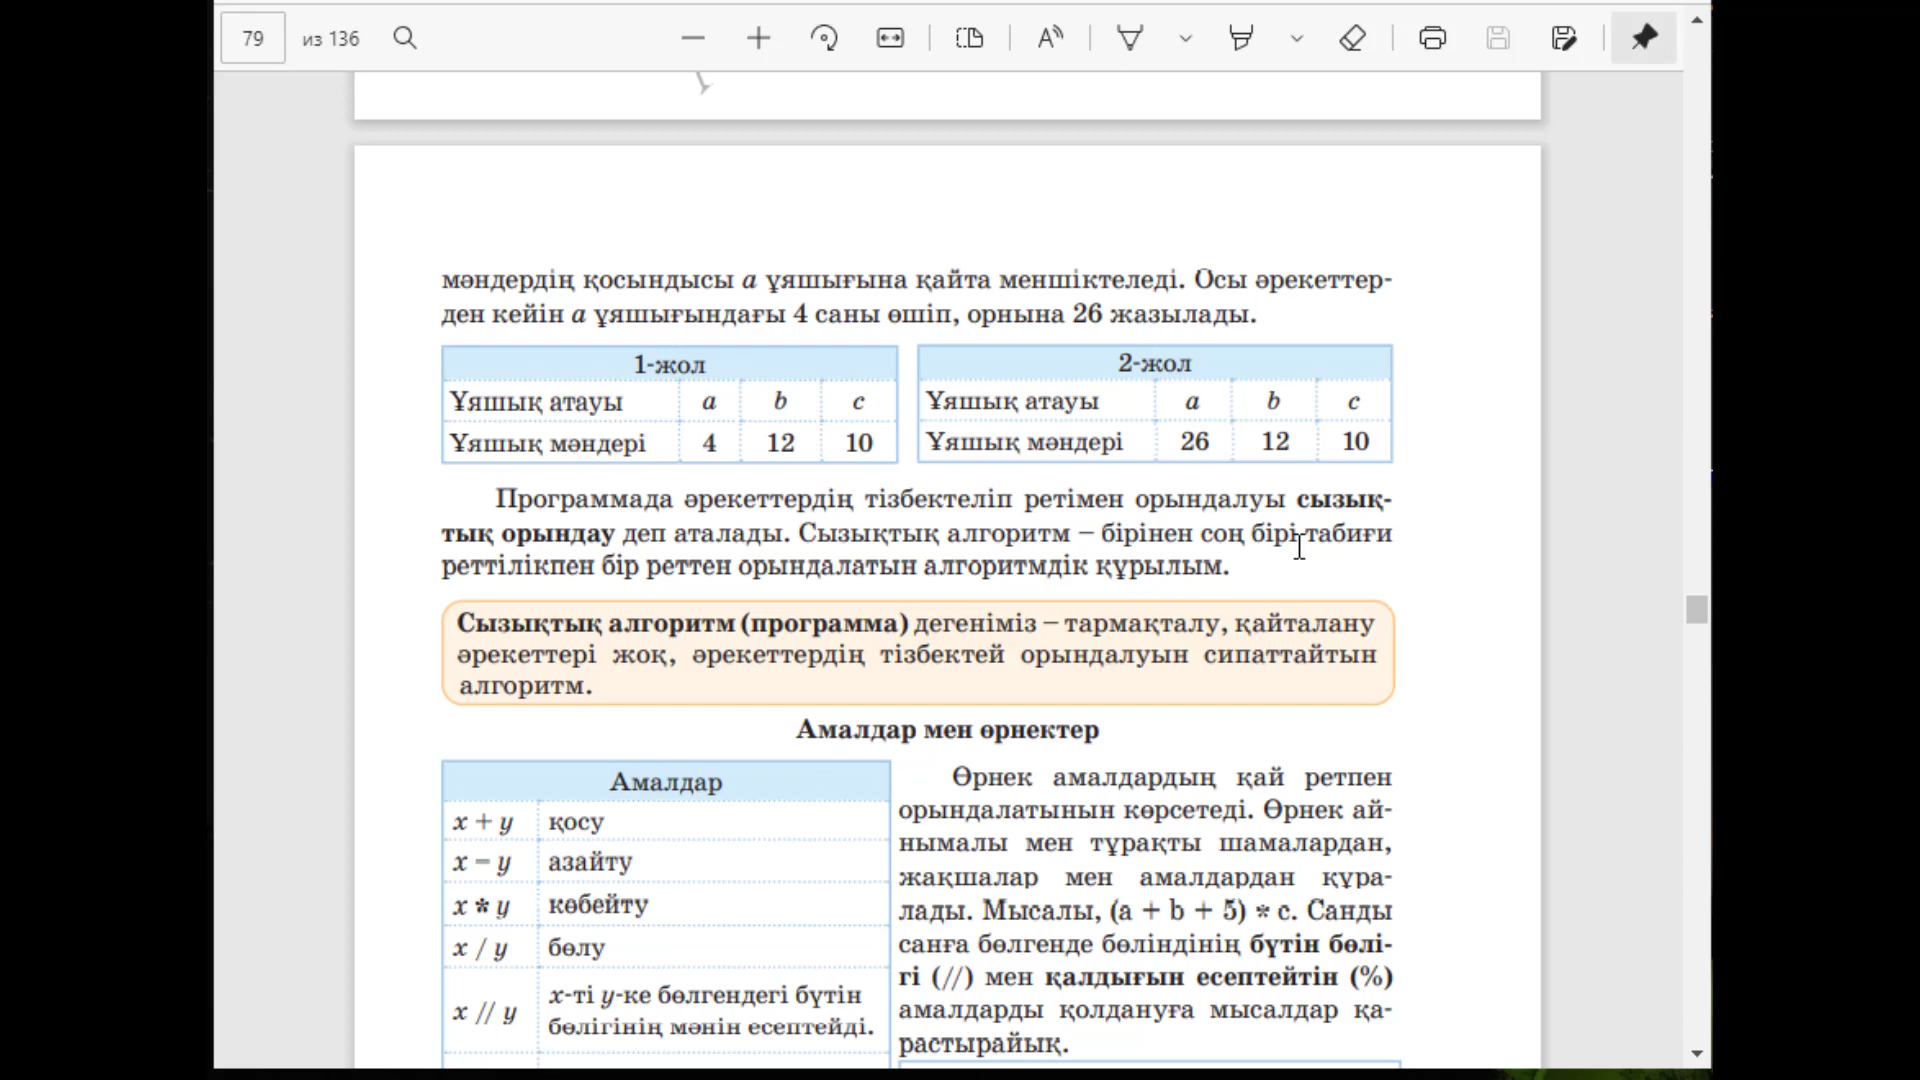 79 из 136
мәндердің қосындысы a ұяшығына қайта меншіктеледі. Осы әрекеттер-
ден кейін a ұяшығындағы 4 саны өшіп, орнына 26 жазылады.
1-жол
Ұяшық атауы a b c
Ұяшық мәндері 4 12 10
2-жол
Ұяшық атауы a b c
Ұяшық мәндері 26 12 10
Программада әрекеттердің тізбектеліп ретімен орындалуы сызық-
тық орындау деп аталады. Сызықтық алгоритм – бірінен соң бірі табиғи
реттілікпен бір реттен орындалатын алгоритмдік құрылым.
Сызықтық алгоритм (программа) дегеніміз – тармақталу, қайталану
әрекеттері жоқ, әрекеттердің тізбектей орындалуын сипаттайтын
алгоритм.
Амалдар мен өрнектер
Амалдар
x + y қосу
x – y азайту
x * y көбейту
x / y бөлу
x // y x-ті y-ке бөлгендегі бүтін
бөлігінің мәнін есептейді.
Өрнек амалдардың қай ретпен
орындалатынын көрсетеді. Өрнек ай-
нымалы мен тұрақты шамалардан,
жақшалар мен амалдардан құра-
лады. Мысалы, (a + b + 5) * c. Санды
санға бөлгенде бөліндінің бүтін бөлі-
гі (//) мен қалдығын есептейтін (%)
амалдарды қолдануға мысалдар қа-
растырайық.